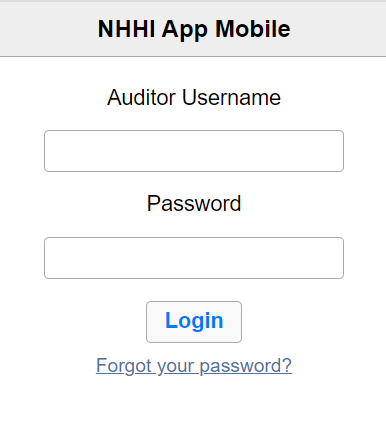 NHHI App Mobile
Auditor Username
Password
Login
Forgot your password?